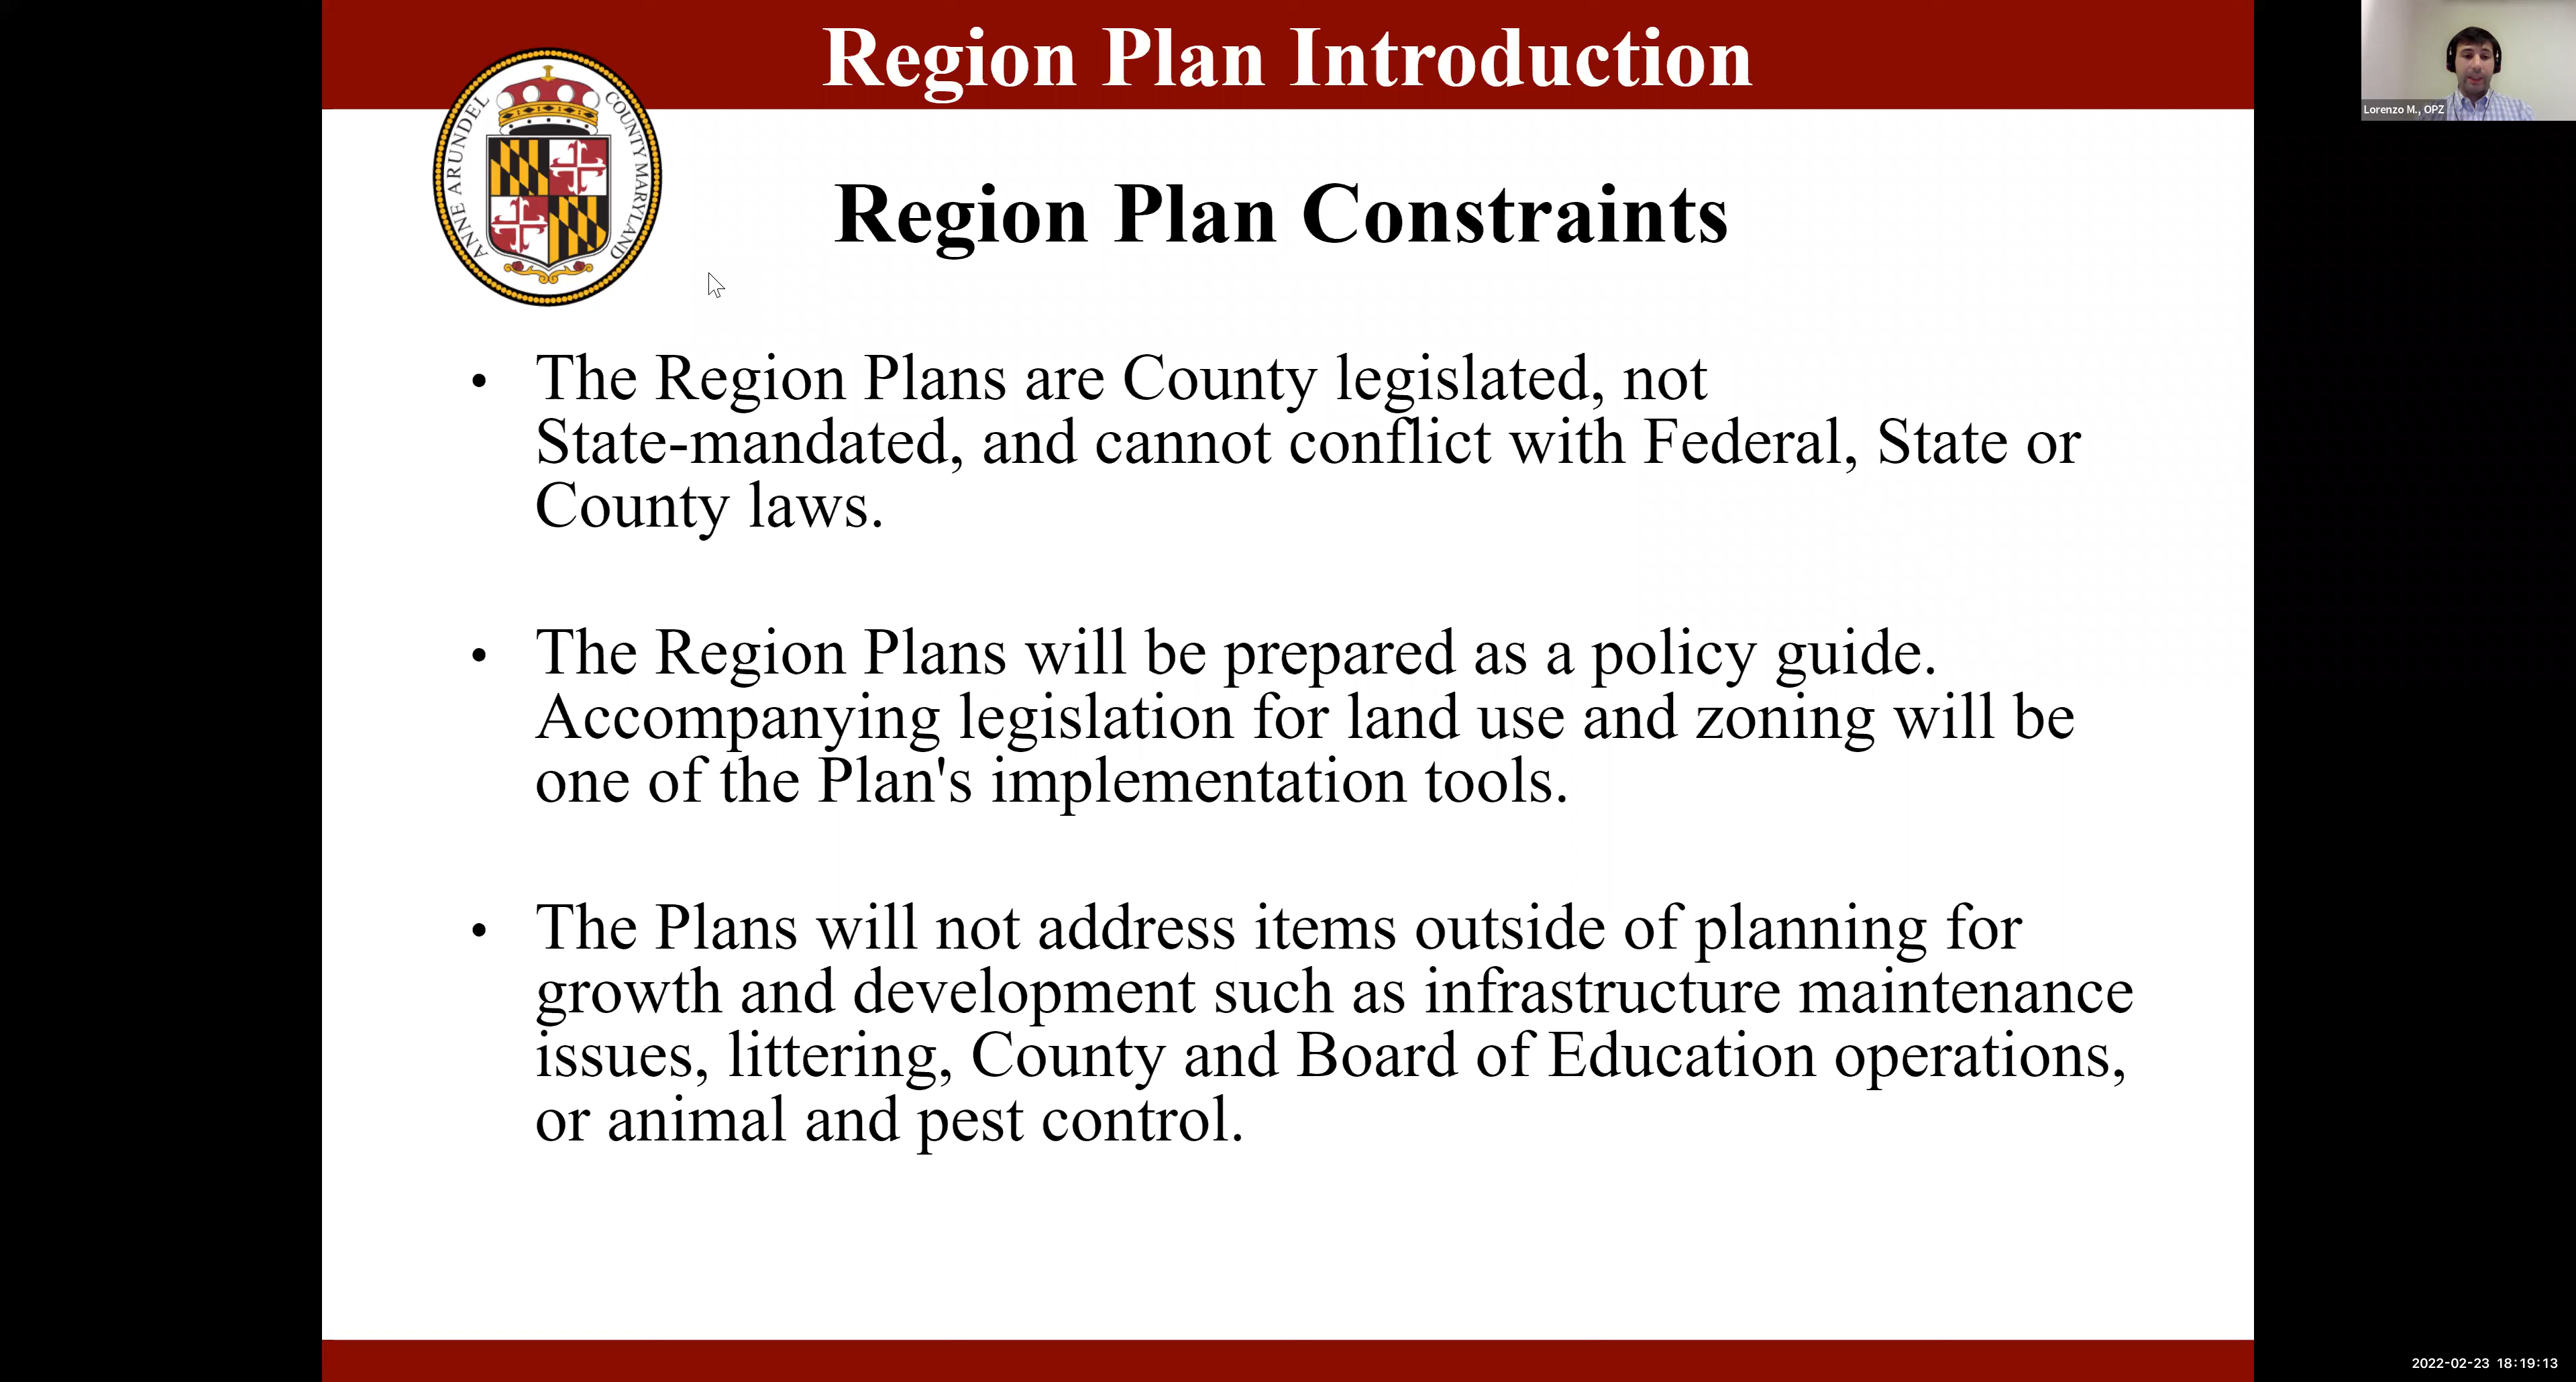 Region Plan Introduction
Lorenzo M., OPZ
ANNE ARUNDEL
COUNTY MARYLAND
Region Plan Constraints
• The Region Plans are County legislated, not
State-mandated, and cannot conflict with Federal, State or
County laws.
• The Region Plans will be prepared as a policy guide.
Accompanying legislation for land use and zoning will be
one of the Plan's implementation tools.
• The Plans will not address items outside of planning for
growth and development such as infrastructure maintenance
issues, littering, County and Board of Education operations,
or animal and pest control.
2022-02-23 18:19:13